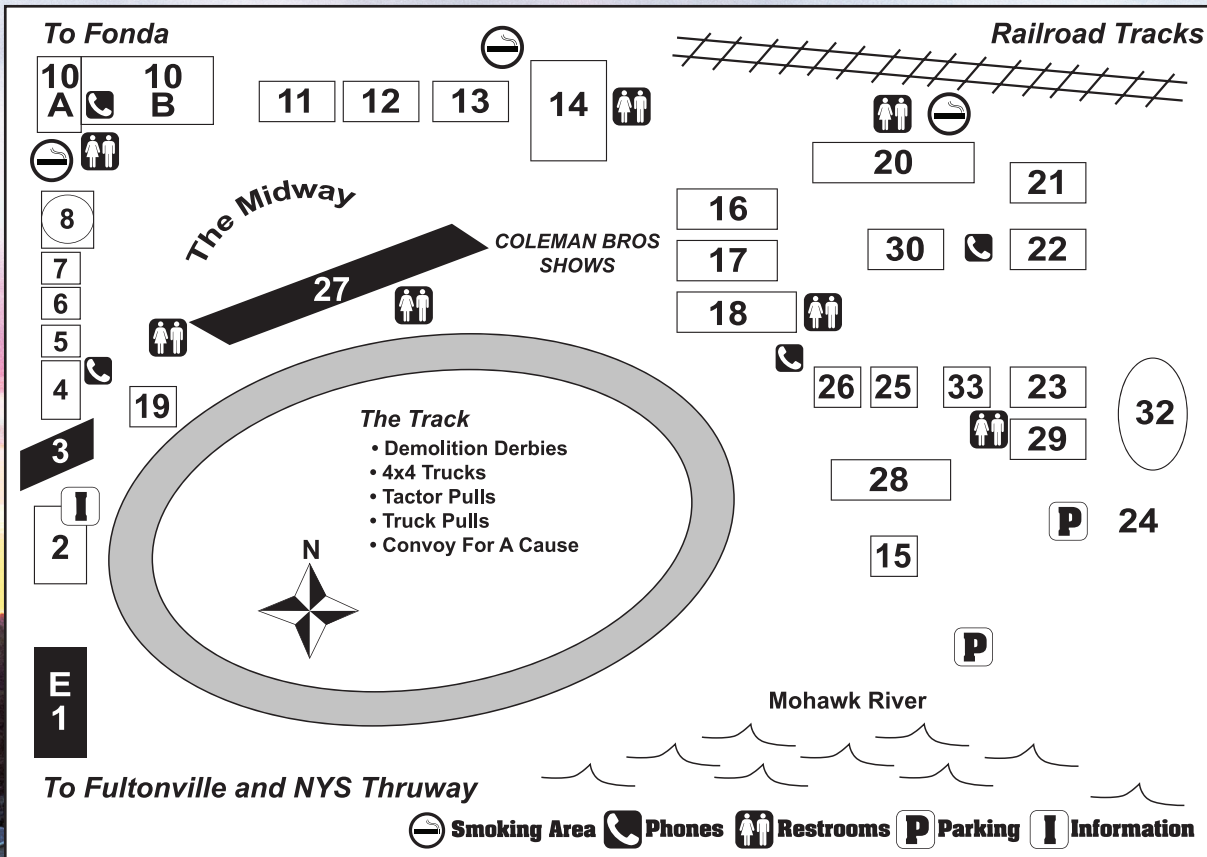 To Fonda
Railroad Tracks
10
A
10
B
11
12
13
14
20
21
8
The Midway
16
COLEMAN BROS
SHOWS
30
22
7
17
27
6
18
5
4
19
26
25
33
23
32
3
The Track
• Demolition Derbies
• 4x4 Trucks
• Tactor Pulls
• Truck Pulls
• Convoy For A Cause
29
28
I
2
P
24
N
15
P
E
1
Mohawk River
To Fultonville and NYS Thruway
Smoking Area Phones Restrooms P Parking I Information